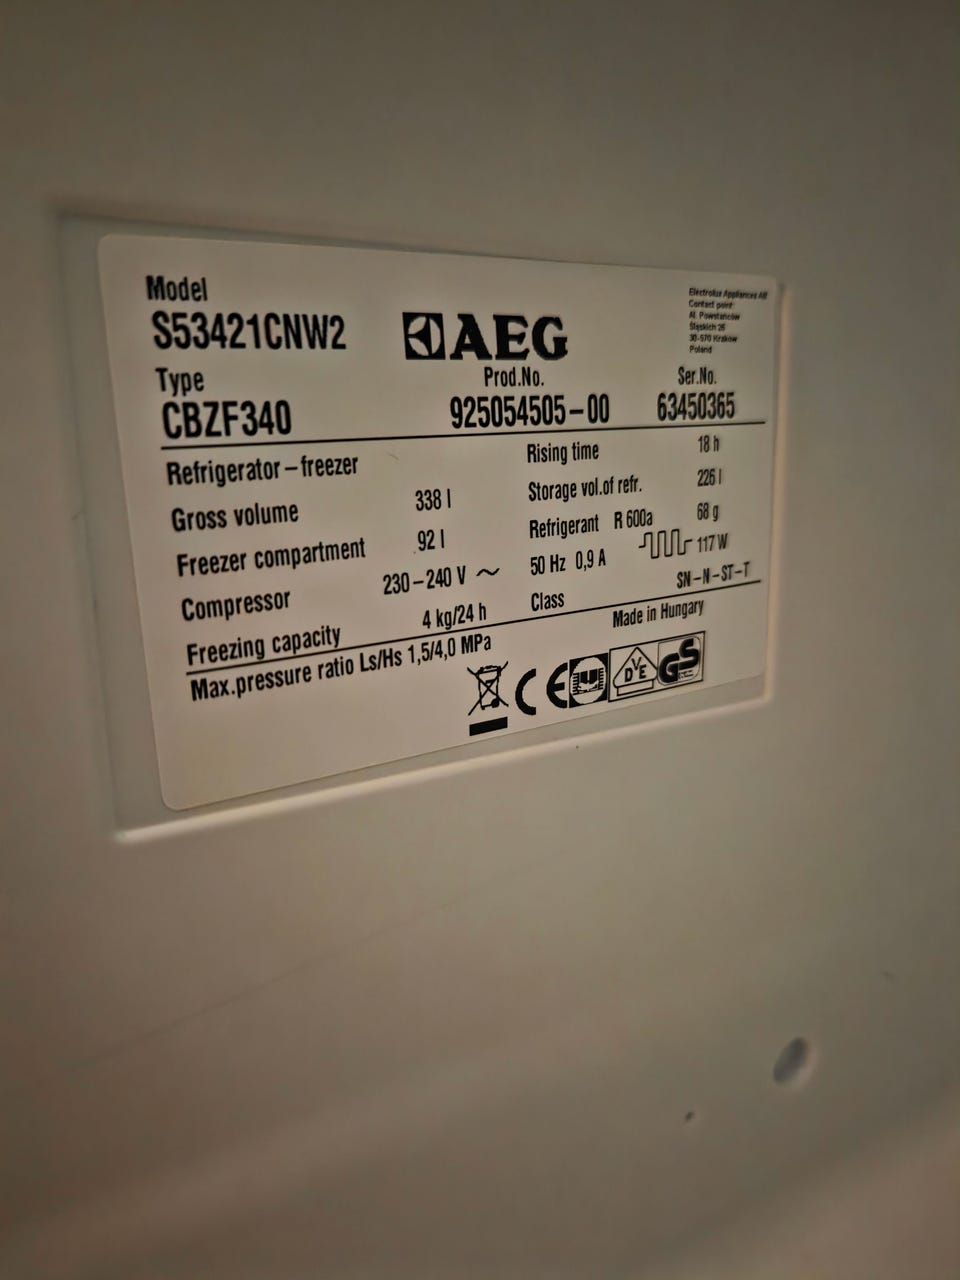 Model
S53421CNW2
AEG
Electrolux Appliances AB
Contact point:
Al. Powstanców
Śląskich 26
30-570 Krakow
Poland
Type
CBZF340
Prod.No.
925054505-00
Ser.No.
63450365
Refrigerator-freezer
Rising time 18 h
Gross volume 338 l
Storage vol.of refr. 226 l
Freezer compartment 92 l
Refrigerant R 600a 68 g
Compressor 230-240 V ~
50 Hz 0,9 A 117 W
Freezing capacity 4 kg/24 h
Class SN-N-ST-T
Max.pressure ratio Ls/Hs 1,5/4,0 MPa
Made in Hungary
CE
DVE
GS